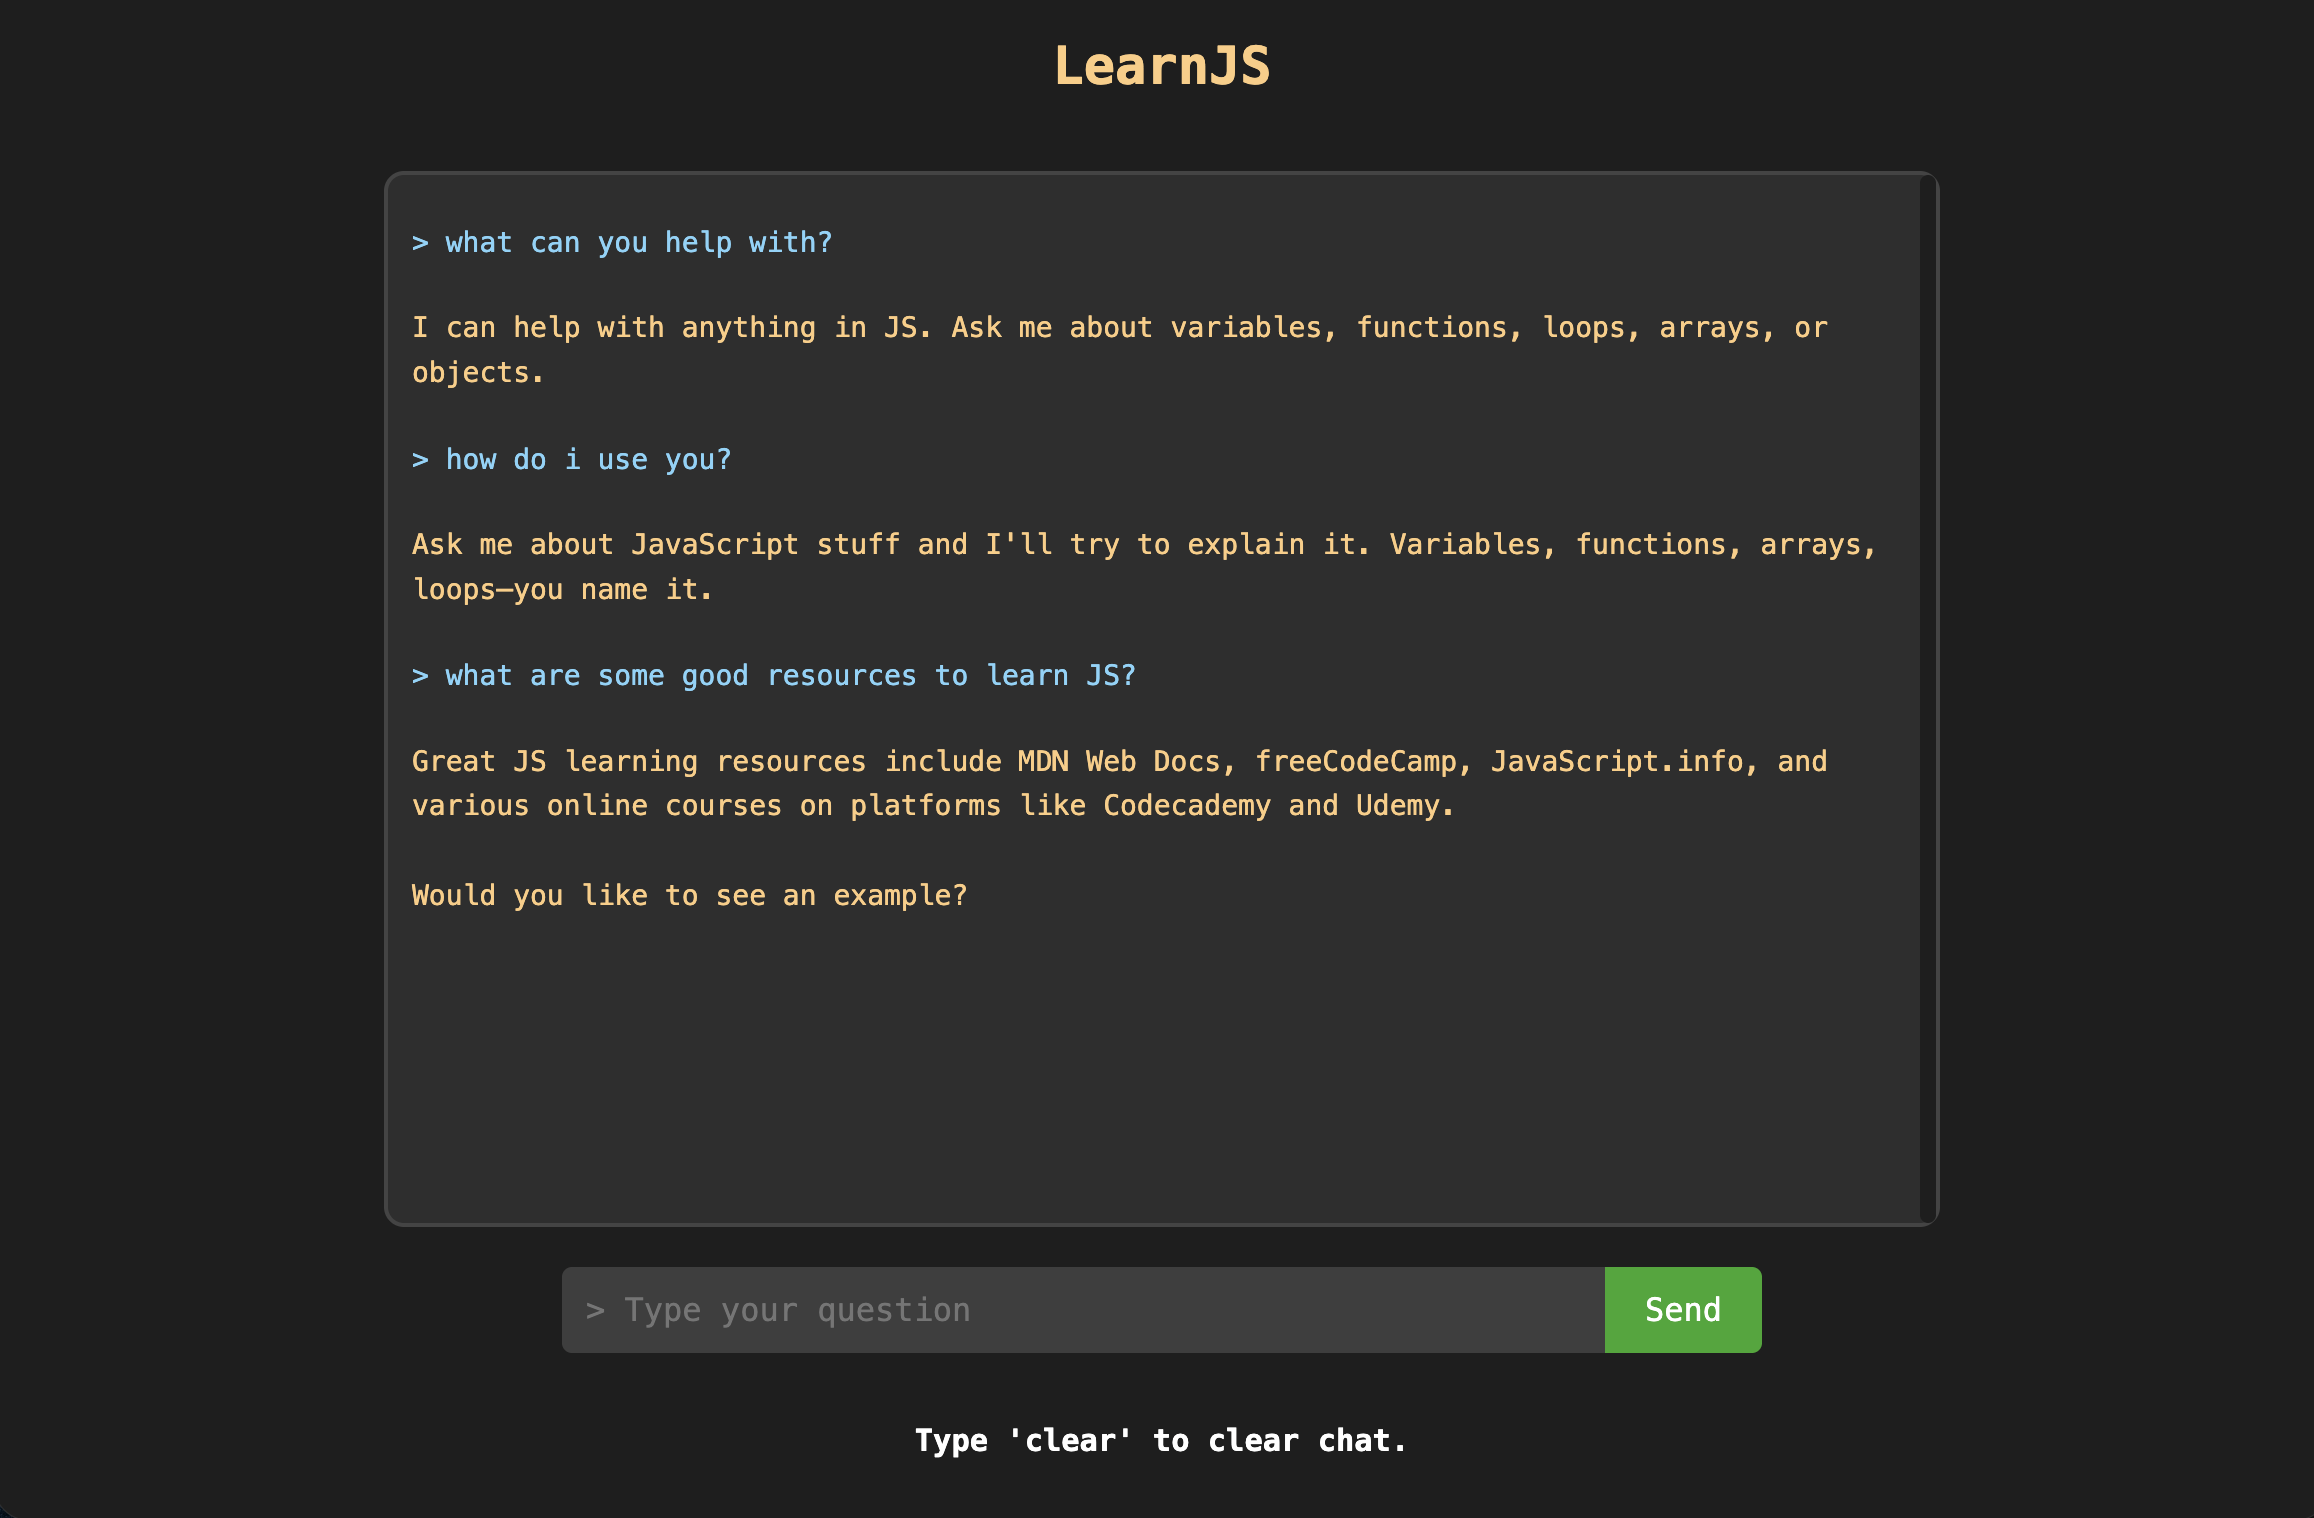 LearnJS
> what can you help with?
I can help with anything in JS. Ask me about variables, functions, loops, arrays, or
objects.
> how do i use you?
Ask me about JavaScript stuff and I'll try to explain it. Variables, functions, arrays,
loops—you name it.
> what are some good resources to learn JS?
Great JS learning resources include MDN Web Docs, freeCodeCamp, JavaScript.info, and
various online courses on platforms like Codecademy and Udemy.
Would you like to see an example?
> Type your question
Send
Type 'clear' to clear chat.